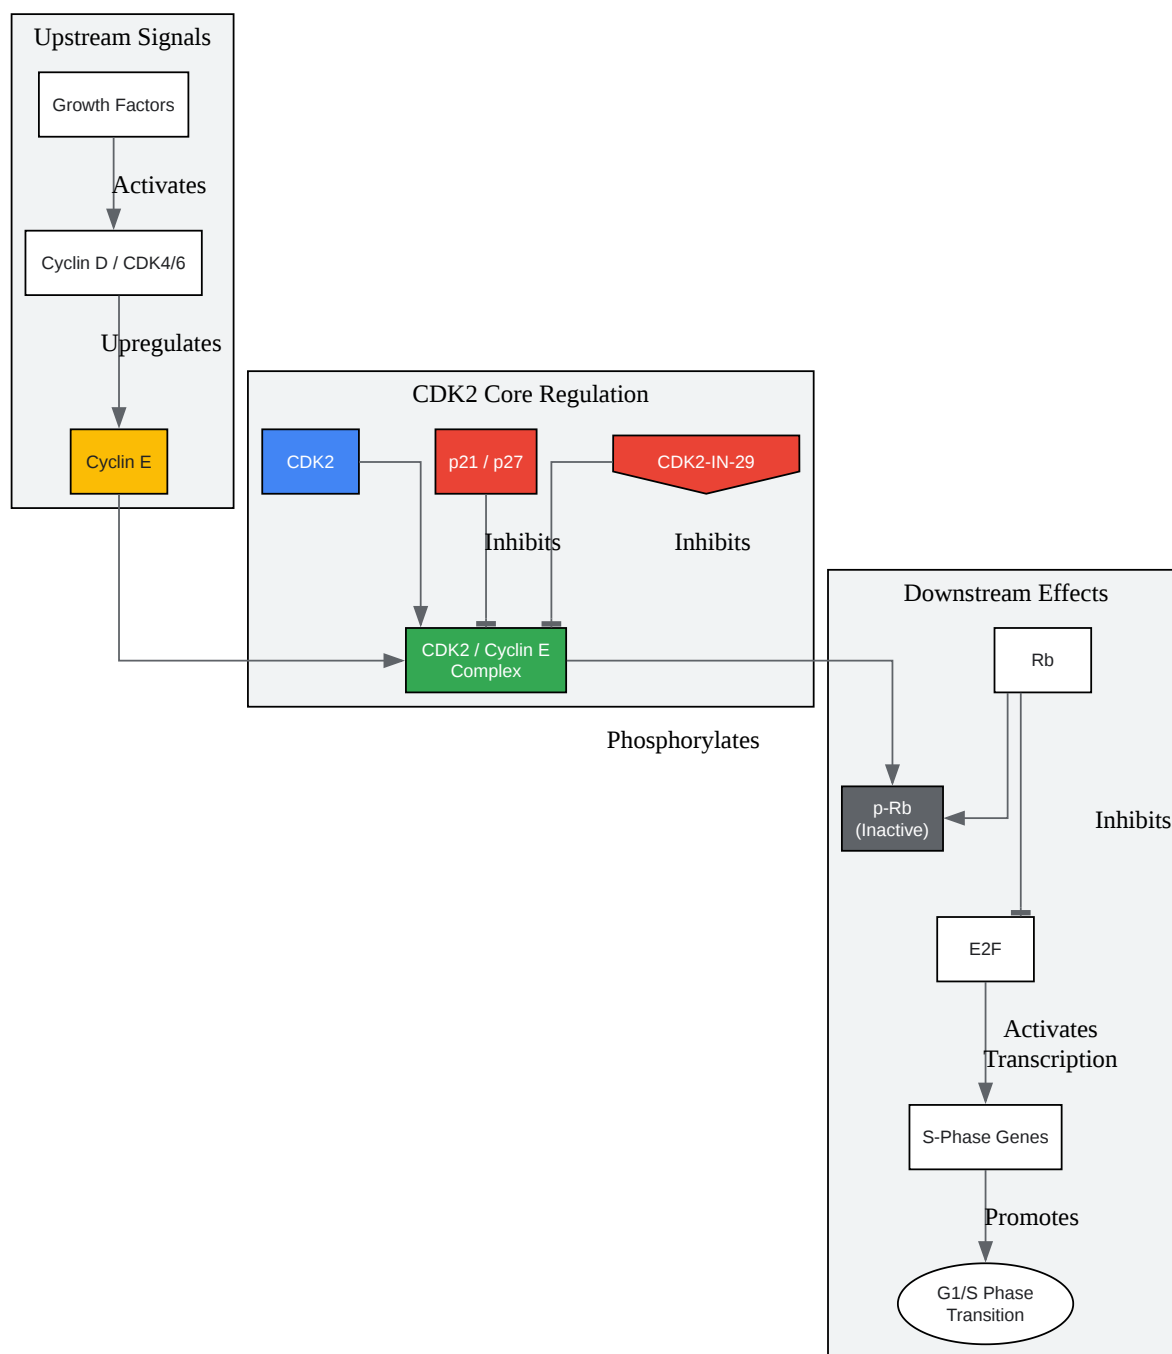 Upstream Signals
Growth Factors
Activates
Cyclin D / CDK4/6
Upregulates
Cyclin E
CDK2 Core Regulation
CDK2
p21 / p27
CDK2-IN-29
Inhibits
Inhibits
CDK2 / Cyclin E
Complex
Phosphorylates
Downstream Effects
Rb
p-Rb
(Inactive)
Inhibits
E2F
Activates
Transcription
S-Phase Genes
Promotes
G1/S Phase
Transition